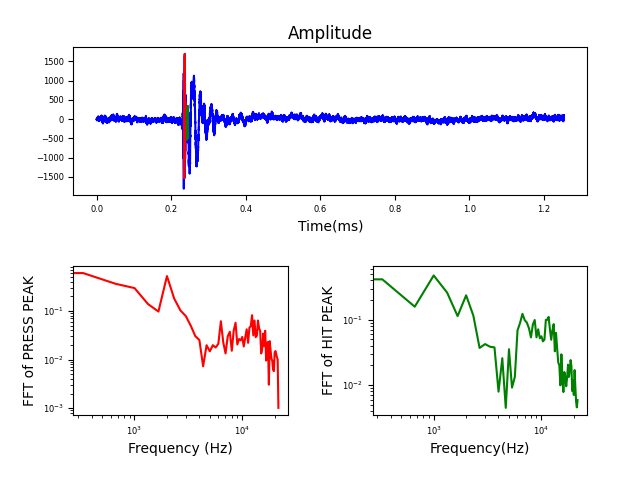 Amplitude
1500
1000
500
0
−500
−1000
−1500
0.0 0.2 0.4 0.6 0.8 1.0 1.2
Time(ms)
FFT of PRESS PEAK
10⁻¹
10⁻²
10⁻³
10³ 10⁴
Frequency (Hz)
FFT of HIT PEAK
10⁻¹
10⁻²
10³ 10⁴
Frequency(Hz)